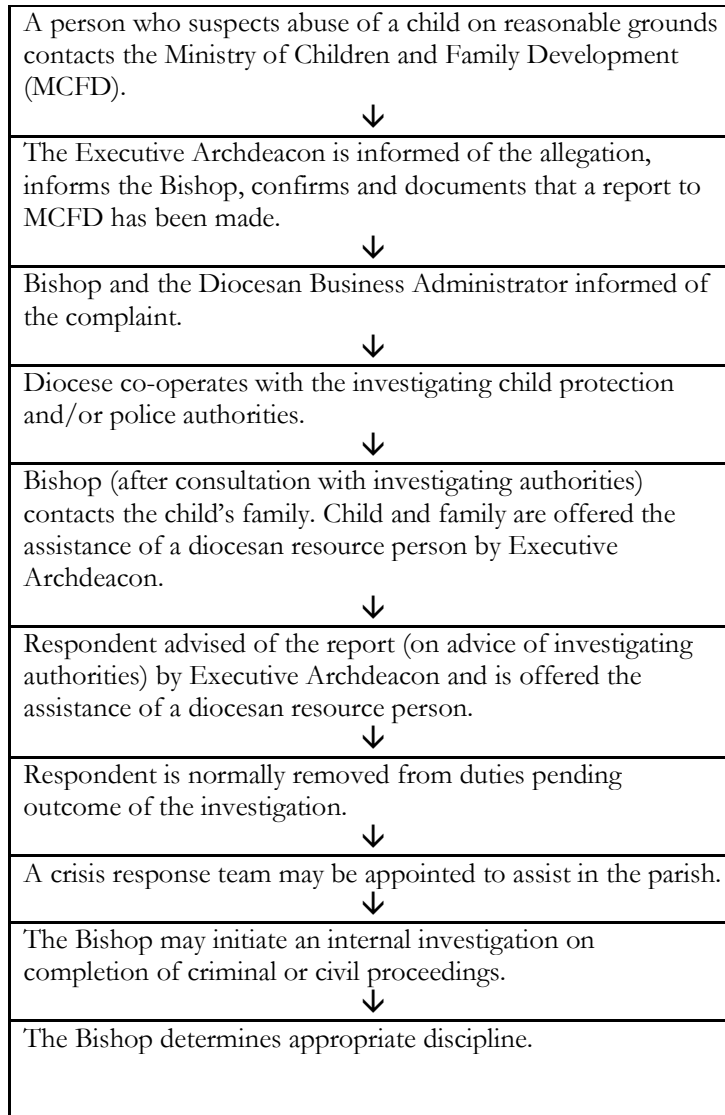 A person who suspects abuse of a child on reasonable grounds
contacts the Ministry of Children and Family Development
(MCFD).
↓
The Executive Archdeacon is informed of the allegation,
informs the Bishop, confirms and documents that a report to
MCFD has been made.
↓
Bishop and the Diocesan Business Administrator informed of
the complaint.
↓
Diocese co-operates with the investigating child protection
and/or police authorities.
↓
Bishop (after consultation with investigating authorities)
contacts the child’s family. Child and family are offered the
assistance of a diocesan resource person by Executive
Archdeacon.
↓
Respondent advised of the report (on advice of investigating
authorities) by Executive Archdeacon and is offered the
assistance of a diocesan resource person.
↓
Respondent is normally removed from duties pending
outcome of the investigation.
↓
A crisis response team may be appointed to assist in the parish.
↓
The Bishop may initiate an internal investigation on
completion of criminal or civil proceedings.
↓
The Bishop determines appropriate discipline.